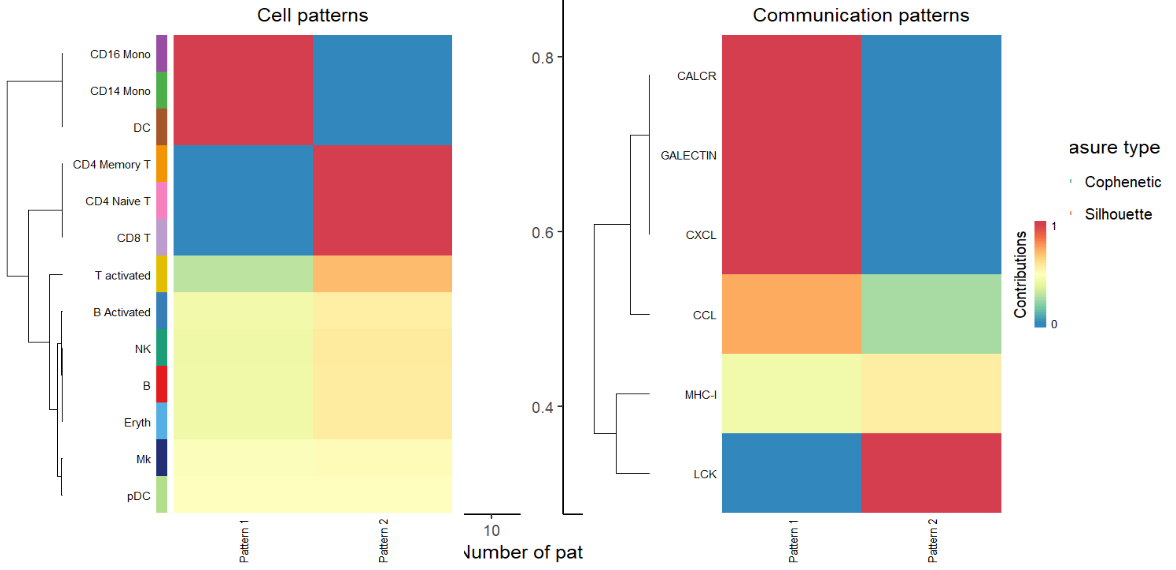 Cell patterns
CD16 Mono
CD14 Mono
DC
CD4 Memory T
CD4 Naive T
CD8 T
T activated
B Activated
NK
B
Eryth
Mk
pDC
Pattern 1
Pattern 2
0.8
0.6
0.4
10
Number of pat
Communication patterns
CALCR
GALECTIN
CXCL
CCL
MHC-I
LCK
Pattern 1
Pattern 2
Contributions
1
0
asure type
Cophenetic
Silhouette